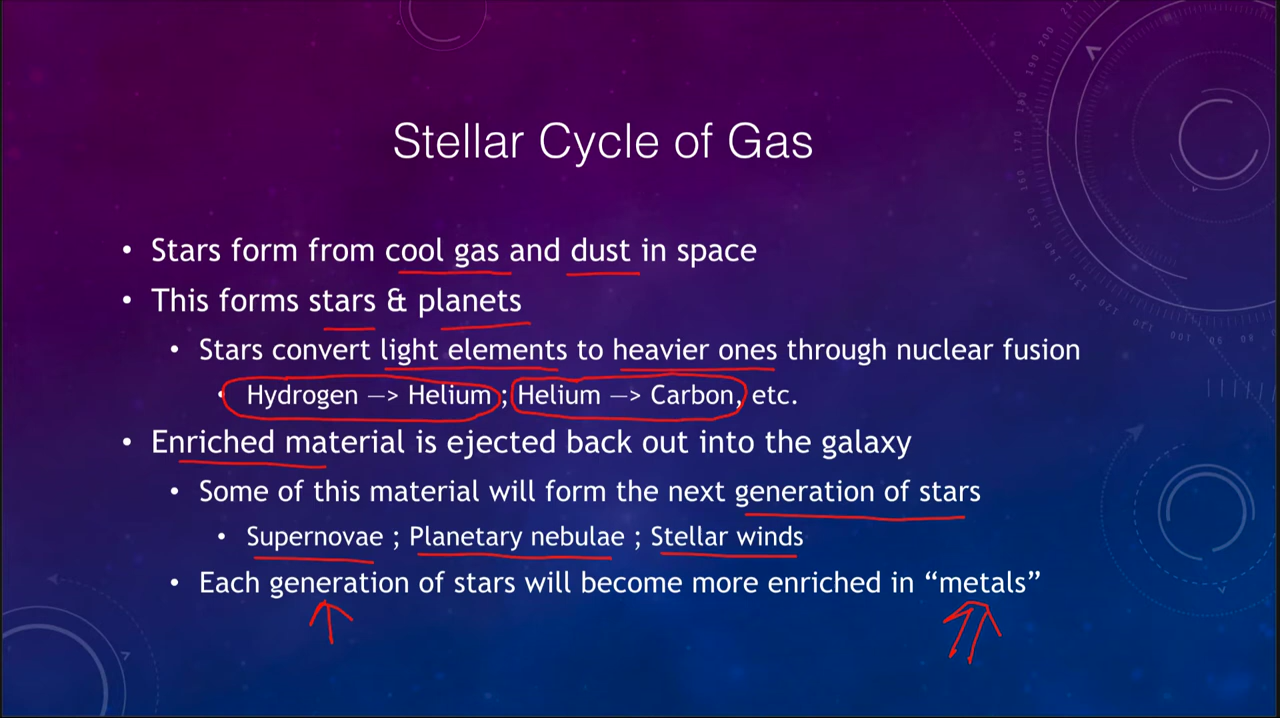 Stellar Cycle of Gas
• Stars form from cool gas and dust in space
• This forms stars & planets
• Stars convert light elements to heavier ones through nuclear fusion
• Hydrogen —> Helium ; Helium —> Carbon, etc.
• Enriched material is ejected back out into the galaxy
• Some of this material will form the next generation of stars
• Supernovae ; Planetary nebulae ; Stellar winds
• Each generation of stars will become more enriched in “metals”